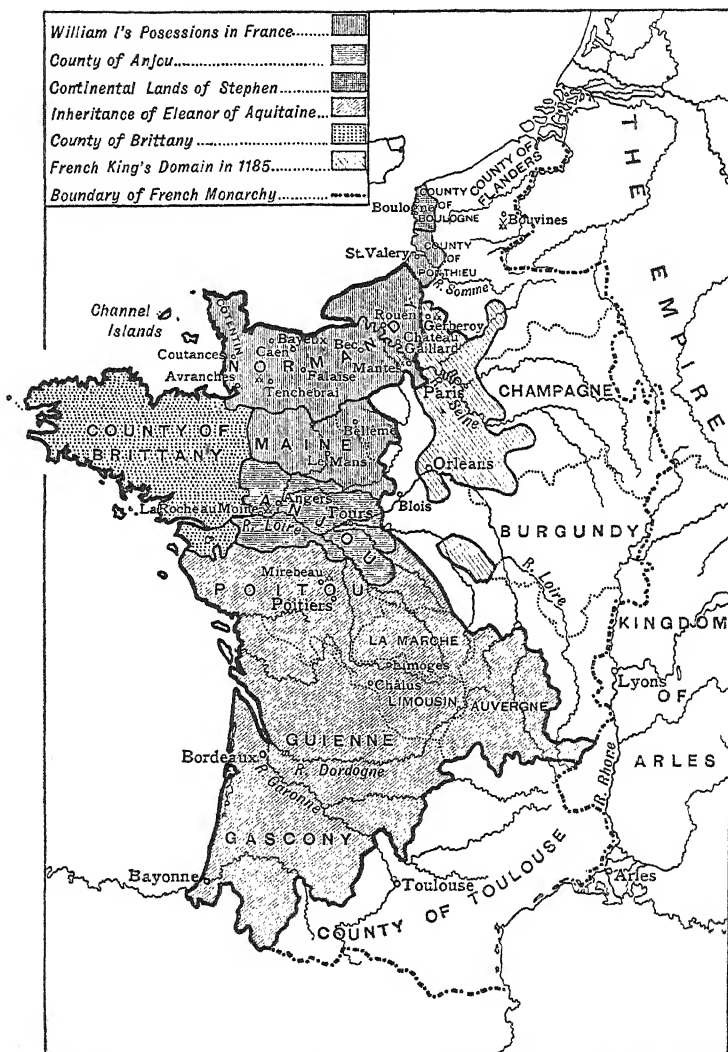 William I's Posessions in France
County of Anjou
Continental Lands of Stephen
Inheritance of Eleanor of Aquitaine
County of Brittany
French King's Domain in 1185
Boundary of French Monarchy
THE EMPIRE
COUNTY OF FLANDERS
COUNTY OF BOULOGNE
Boulogne
Bouvines
St. Valery
COUNTY OF PONTHIEU
R. Somme
Channel Islands
COTENTIN
Rouen
Gerberoy
Bayeux
Caen
Bec
Château Gaillard
Coutances
NORMANDY
Mantes
Avranches
Falaise
Tenchebrai
Paris
R. Seine
CHAMPAGNE
COUNTY OF BRITTANY
MAINE
Bellême
Le Mans
Orléans
La Roche au Moine
ANJOU
Angers
Tours
R. Loire
Blois
BURGUNDY
R. Loire
Mirebeau
POITOU
Poitiers
KINGDOM OF ARLES
LA MARCHE
Limoges
Châlus
LIMOUSIN
AUVERGNE
Lyons
GUIENNE
Bordeaux
R. Dordogne
R. Garonne
R. Rhone
GASCONY
Bayonne
Toulouse
COUNTY OF TOULOUSE
Arles